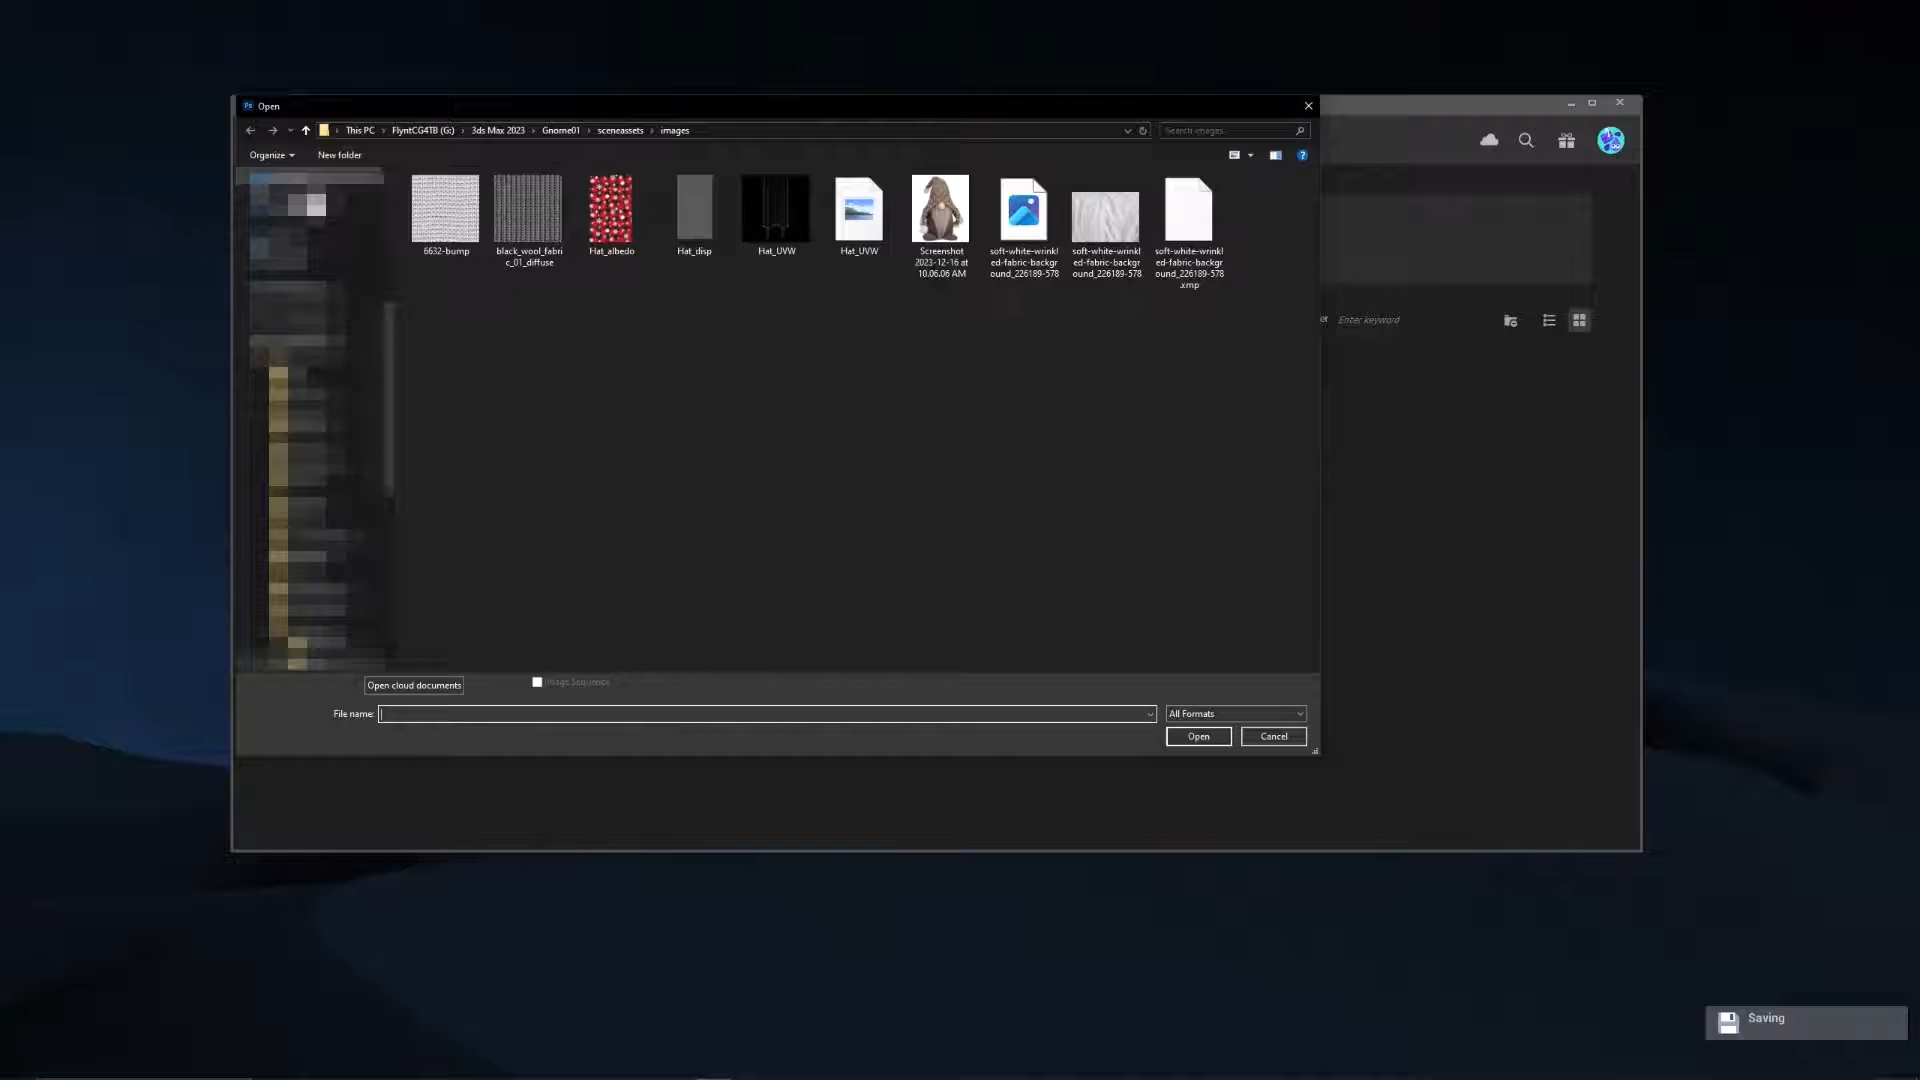 Ps Open
This PC › FlyntCG4TB (G:) › 3ds Max 2023 › Gnome01 › sceneassets › images
Search images
Organize
New folder
?
6632-bump
black_wool_fabri
c_01_diffuse
Hat_albedo
Hat_disp
Hat_UVW
Hat_UVW
Screenshot
2023-12-16 at
10.06.06 AM
soft-white-wrinkl
ed-fabric-backgr
ound_226189-578
soft-white-wrinkl
ed-fabric-backgr
ound_226189-578
soft-white-wrinkl
ed-fabric-backgr
ound_226189-578
.xmp
Enter keyword
Open cloud documents
Image Sequence
File name:
All Formats
Open
Cancel
Saving